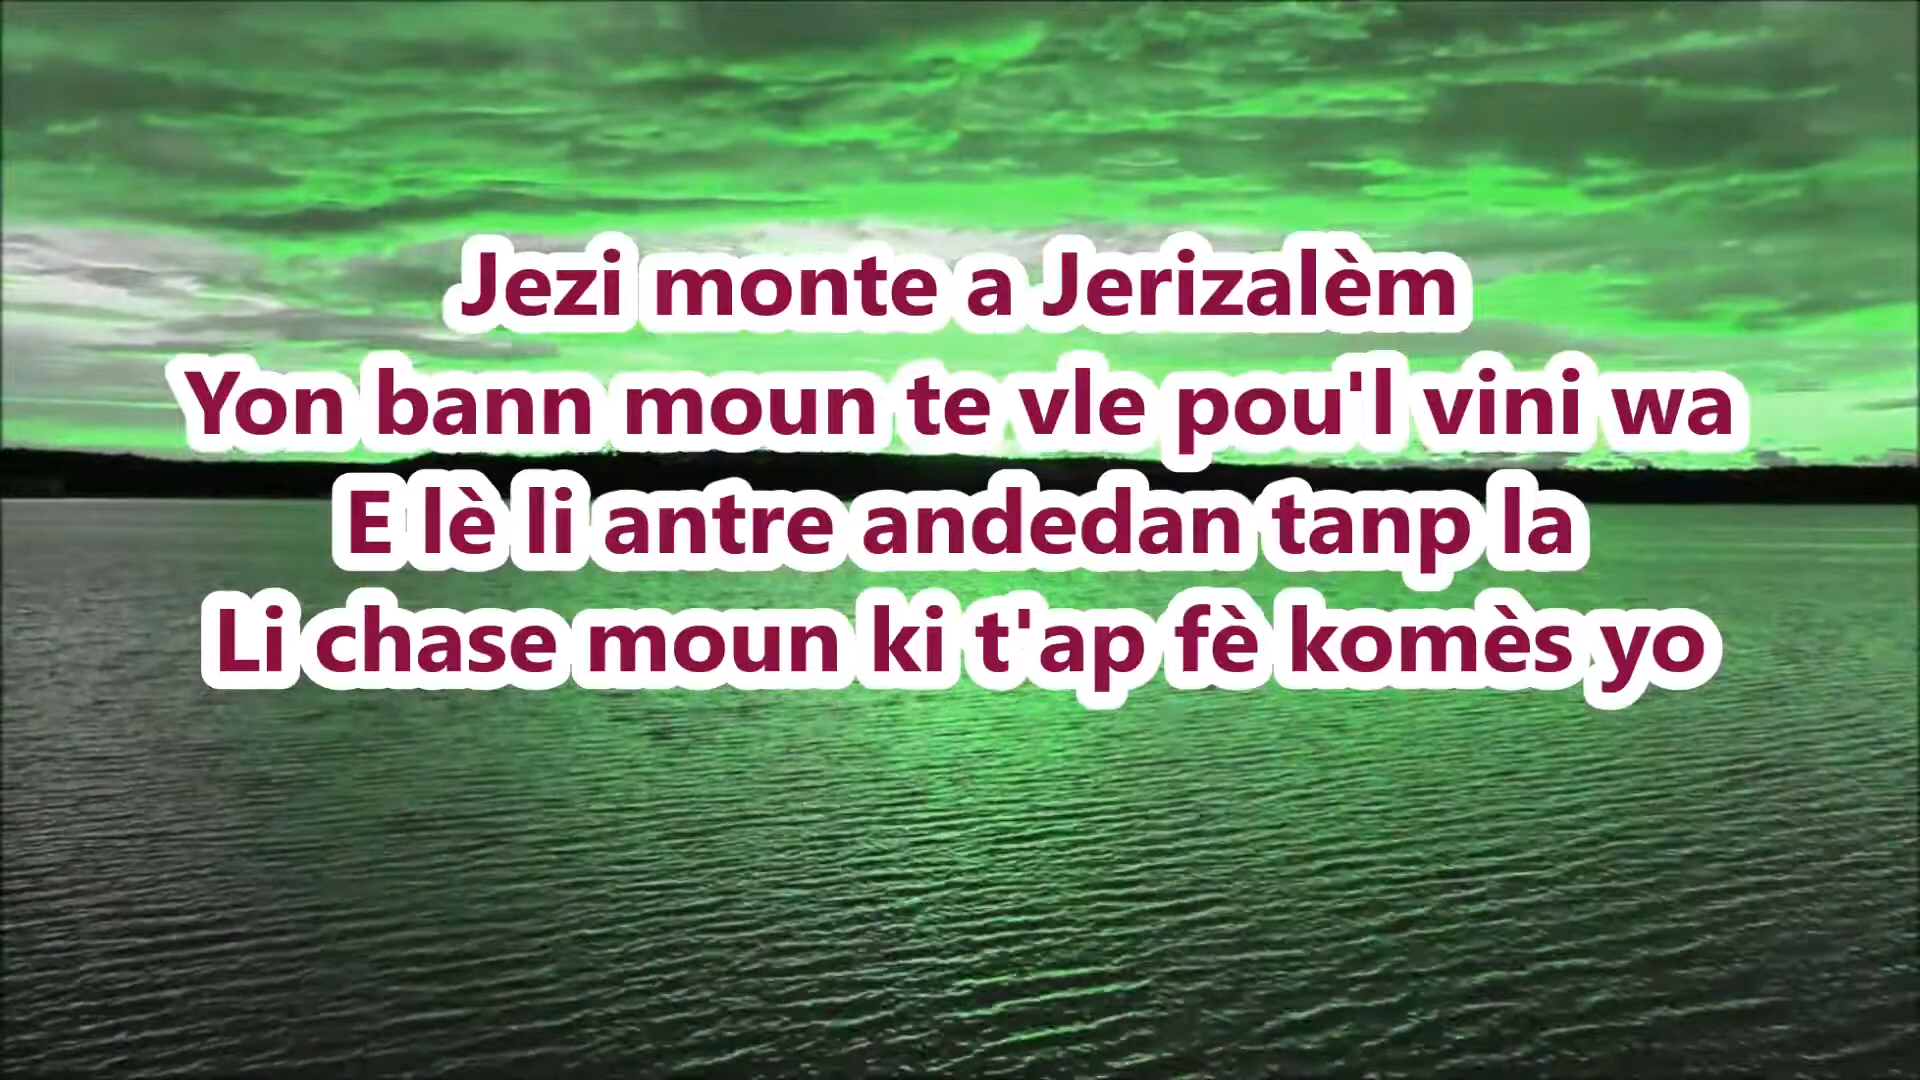 Jezi monte a Jerizalèm
Yon bann moun te vle pou'l vini wa
E lè li antre andedan tanp la
Li chase moun ki t'ap fè komès yo